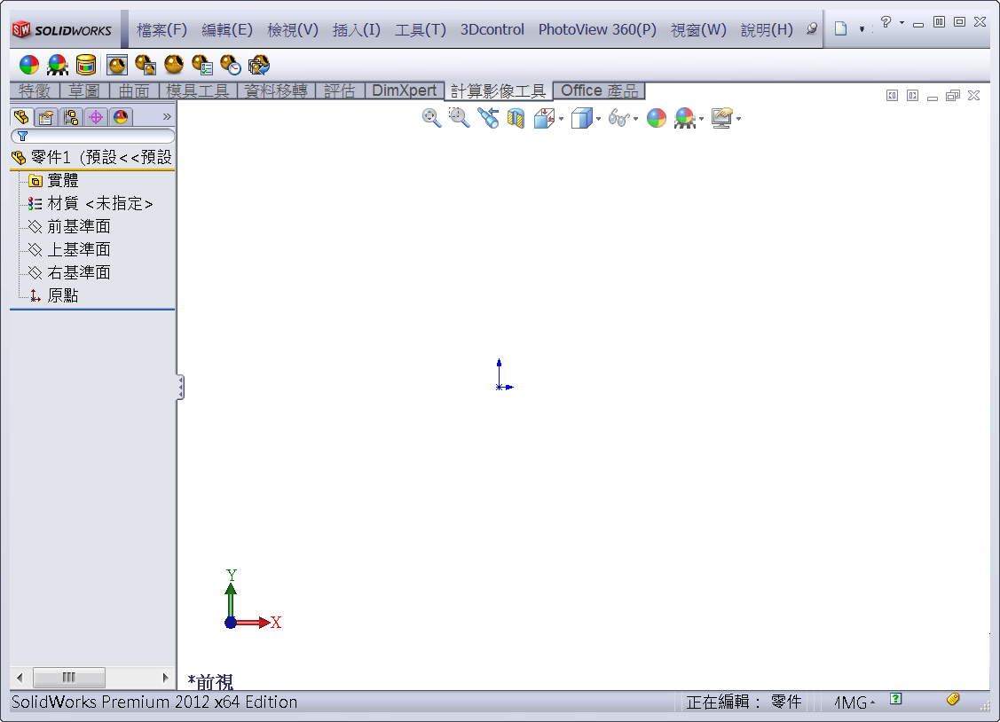 SW SOLIDWORKS 檔案(F) 編輯(E) 檢視(V) 插入(I) 工具(T) 3Dcontrol PhotoView 360(P) 視窗(W) 說明(H) ?
特徵 草圖 曲面 模具工具 資料移轉 評估 DimXpert 計算影像工具 Office 產品
»
零件1 (預設<<預設
實體
材質 <未指定>
前基準面
上基準面
右基準面
原點
Y
X
*前視
SolidWorks Premium 2012 x64 Edition 正在編輯： 零件 MMG ?